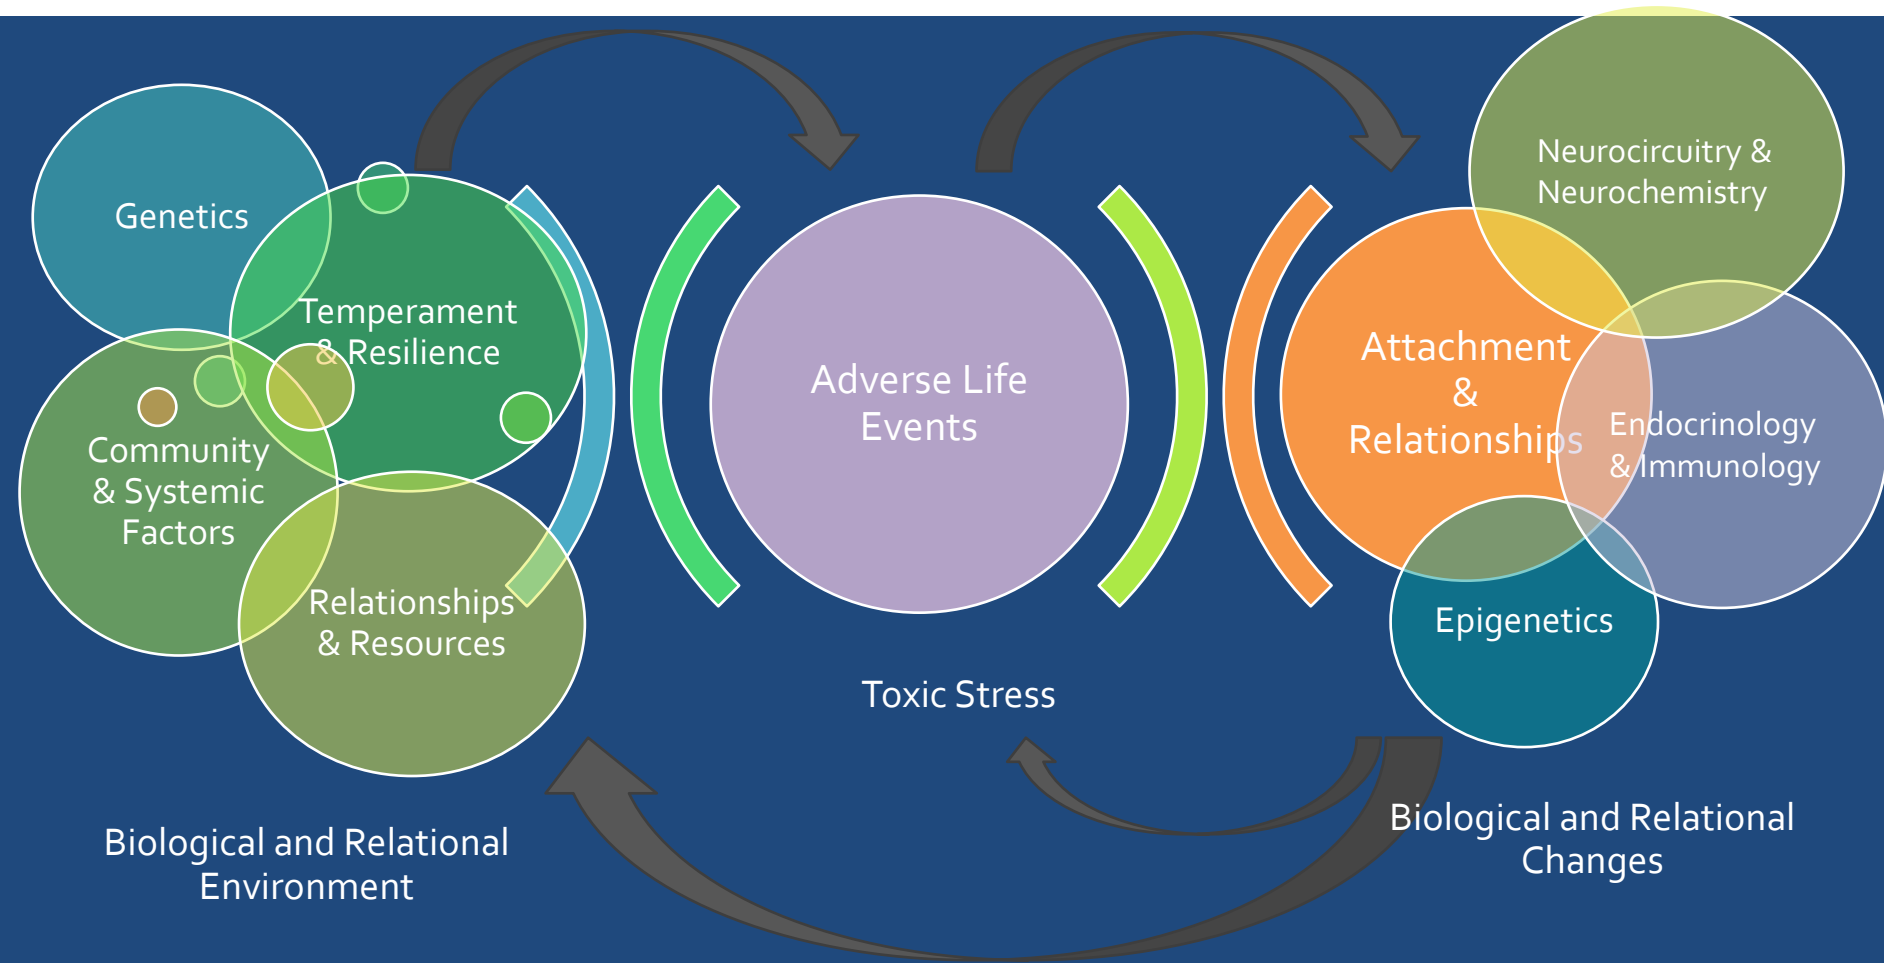 Genetics
Temperament
& Resilience
Community
& Systemic
Factors
Relationships
& Resources
Biological and Relational
Environment
Adverse Life
Events
Toxic Stress
Neurocircuitry &
Neurochemistry
Attachment
&
Relationships
Endocrinology
& Immunology
Epigenetics
Biological and Relational
Changes